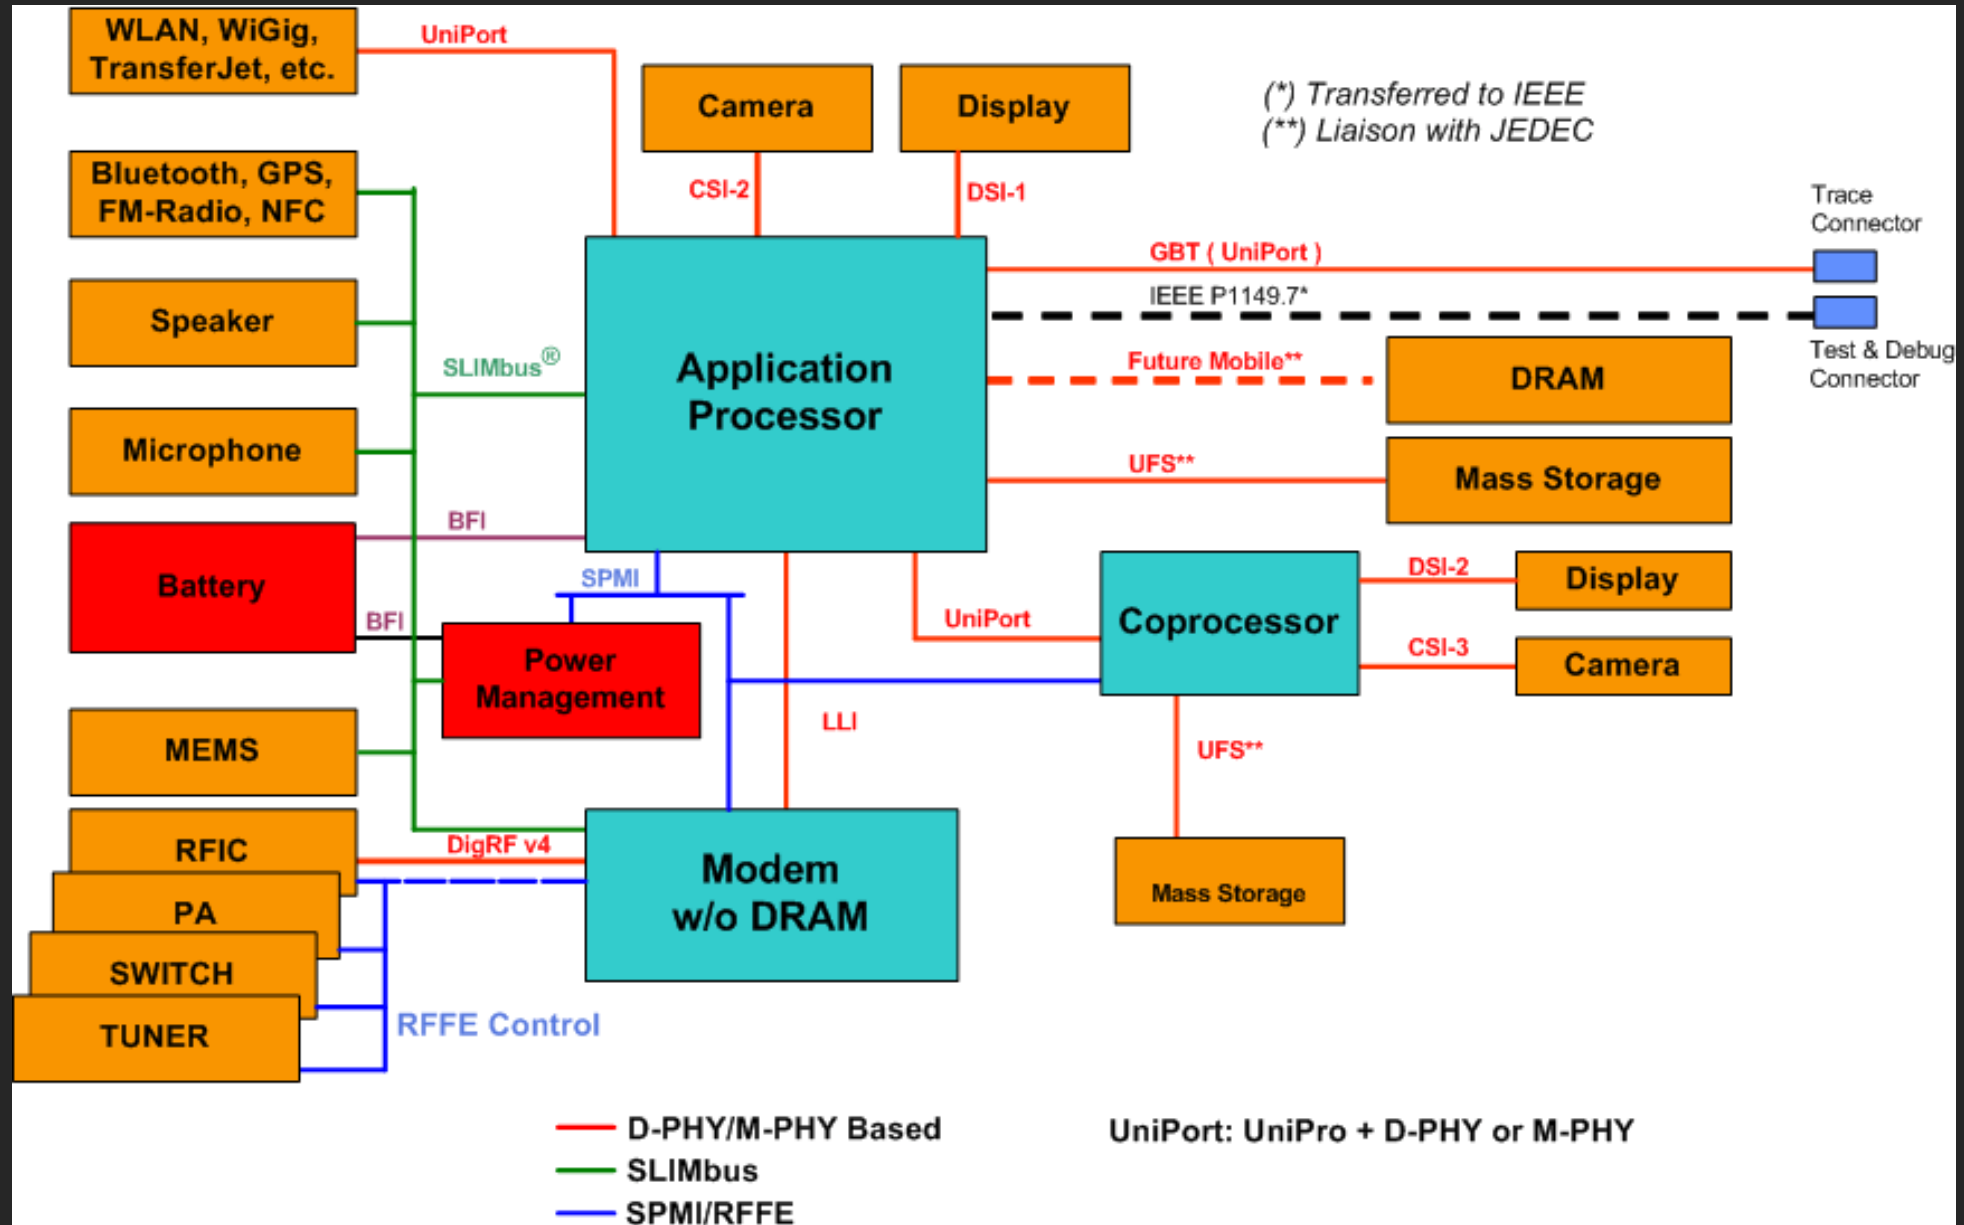 WLAN, WiGig,
TransferJet, etc.
UniPort
Camera
Display
(*) Transferred to IEEE
(**) Liaison with JEDEC
Bluetooth, GPS,
FM-Radio, NFC
CSI-2
DSI-1
Trace
Connector
GBT ( UniPort )
IEEE P1149.7*
Speaker
SLIMbus®
Application
Processor
Future Mobile**
DRAM
Test & Debug
Connector
Microphone
UFS**
Mass Storage
BFI
Battery
SPMI
BFI
Power
Management
UniPort
Coprocessor
DSI-2
Display
CSI-3
Camera
MEMS
LLI
UFS**
RFIC
DigRF v4
Modem
w/o DRAM
Mass Storage
PA
SWITCH
TUNER
RFFE Control
D-PHY/M-PHY Based
UniPort: UniPro + D-PHY or M-PHY
SLIMbus
SPMI/RFFE